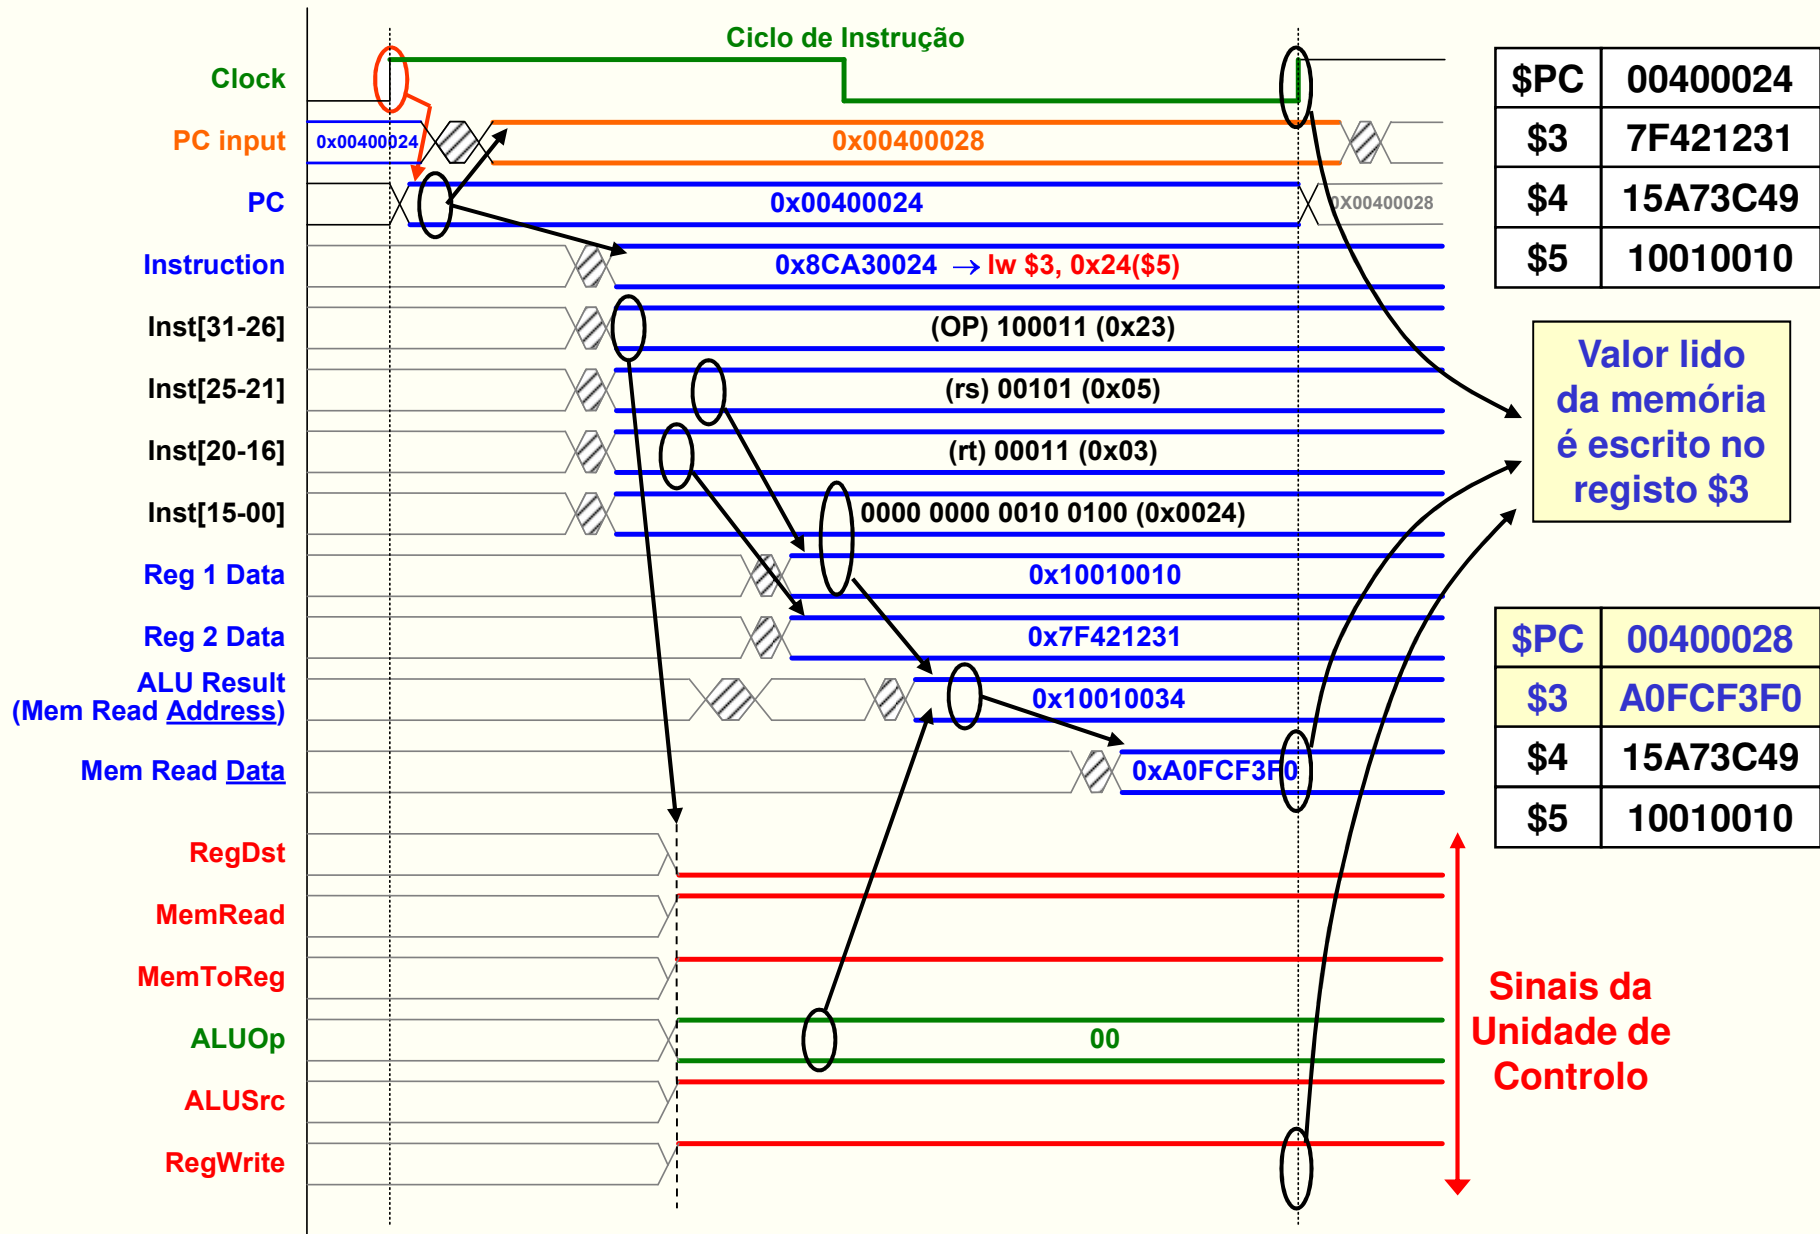 Ciclo de Instrução
Clock
PC input 0x00400024 0x00400028
PC 0x00400024 0X00400028
Instruction 0x8CA30024 → lw $3, 0x24($5)
Inst[31-26] (OP) 100011 (0x23)
Inst[25-21] (rs) 00101 (0x05)
Inst[20-16] (rt) 00011 (0x03)
Inst[15-00] 0000 0000 0010 0100 (0x0024)
Reg 1 Data 0x10010010
Reg 2 Data 0x7F421231
ALU Result
(Mem Read Address) 0x10010034
Mem Read Data 0xA0FCF3F0
RegDst
MemRead
MemToReg
ALUOp 00
ALUSrc
RegWrite
$PC 00400024
$3 7F421231
$4 15A73C49
$5 10010010
Valor lido
da memória
é escrito no
registo $3
$PC 00400028
$3 A0FCF3F0
$4 15A73C49
$5 10010010
Sinais da
Unidade de
Controlo